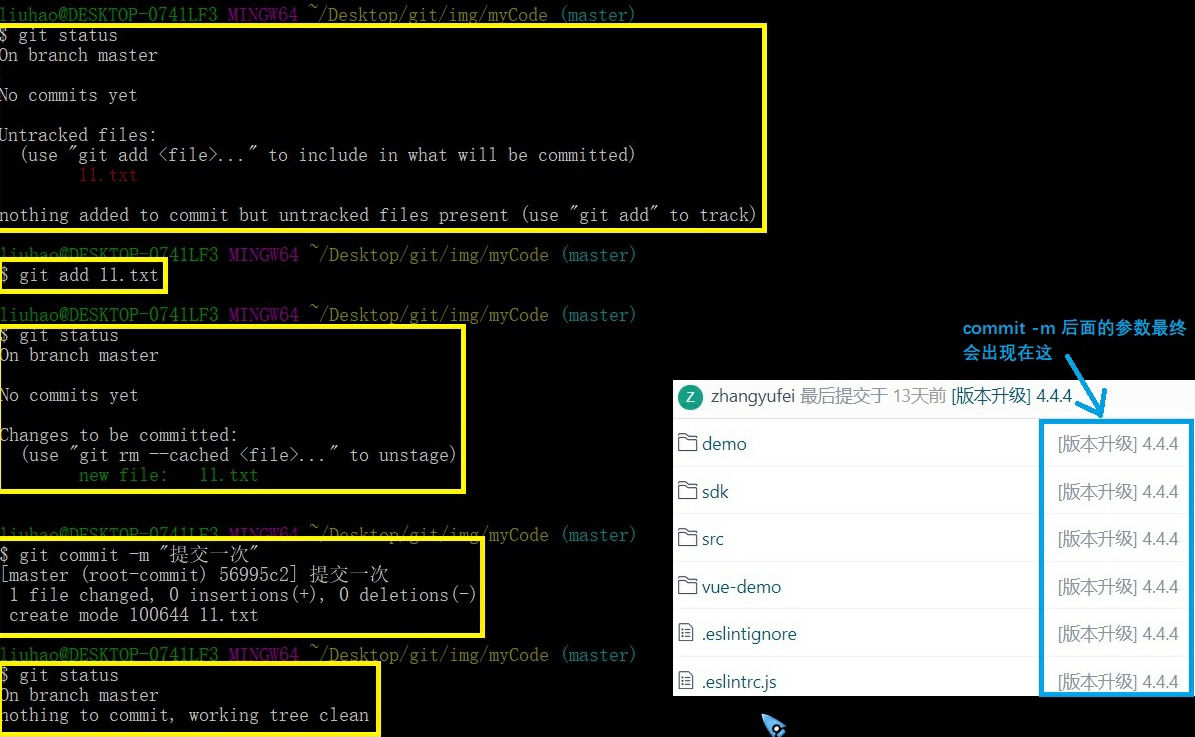 liuhao@DESKTOP-0741LF3 MINGW64 ~/Desktop/git/img/myCode (master)
$ git status
On branch master
No commits yet
Untracked files:
(use "git add <file>..." to include in what will be committed)
ll.txt
nothing added to commit but untracked files present (use "git add" to track)
liuhao@DESKTOP-0741LF3 MINGW64 ~/Desktop/git/img/myCode (master)
$ git add ll.txt
liuhao@DESKTOP-0741LF3 MINGW64 ~/Desktop/git/img/myCode (master)
$ git status
On branch master
No commits yet
Changes to be committed:
(use "git rm --cached <file>..." to unstage)
new file:   ll.txt
liuhao@DESKTOP-0741LF3 MINGW64 ~/Desktop/git/img/myCode (master)
$ git commit -m "提交一次"
[master (root-commit) 56995c2] 提交一次
1 file changed, 0 insertions(+), 0 deletions(-)
create mode 100644 ll.txt
liuhao@DESKTOP-0741LF3 MINGW64 ~/Desktop/git/img/myCode (master)
$ git status
On branch master
nothing to commit, working tree clean
commit -m 后面的参数最终
会出现在这
Z zhangyufei 最后提交于 13天前 [版本升级] 4.4.4
demo [版本升级] 4.4.4
sdk [版本升级] 4.4.4
src [版本升级] 4.4.4
vue-demo [版本升级] 4.4.4
.eslintignore [版本升级] 4.4.4
.eslintrc.js [版本升级] 4.4.4